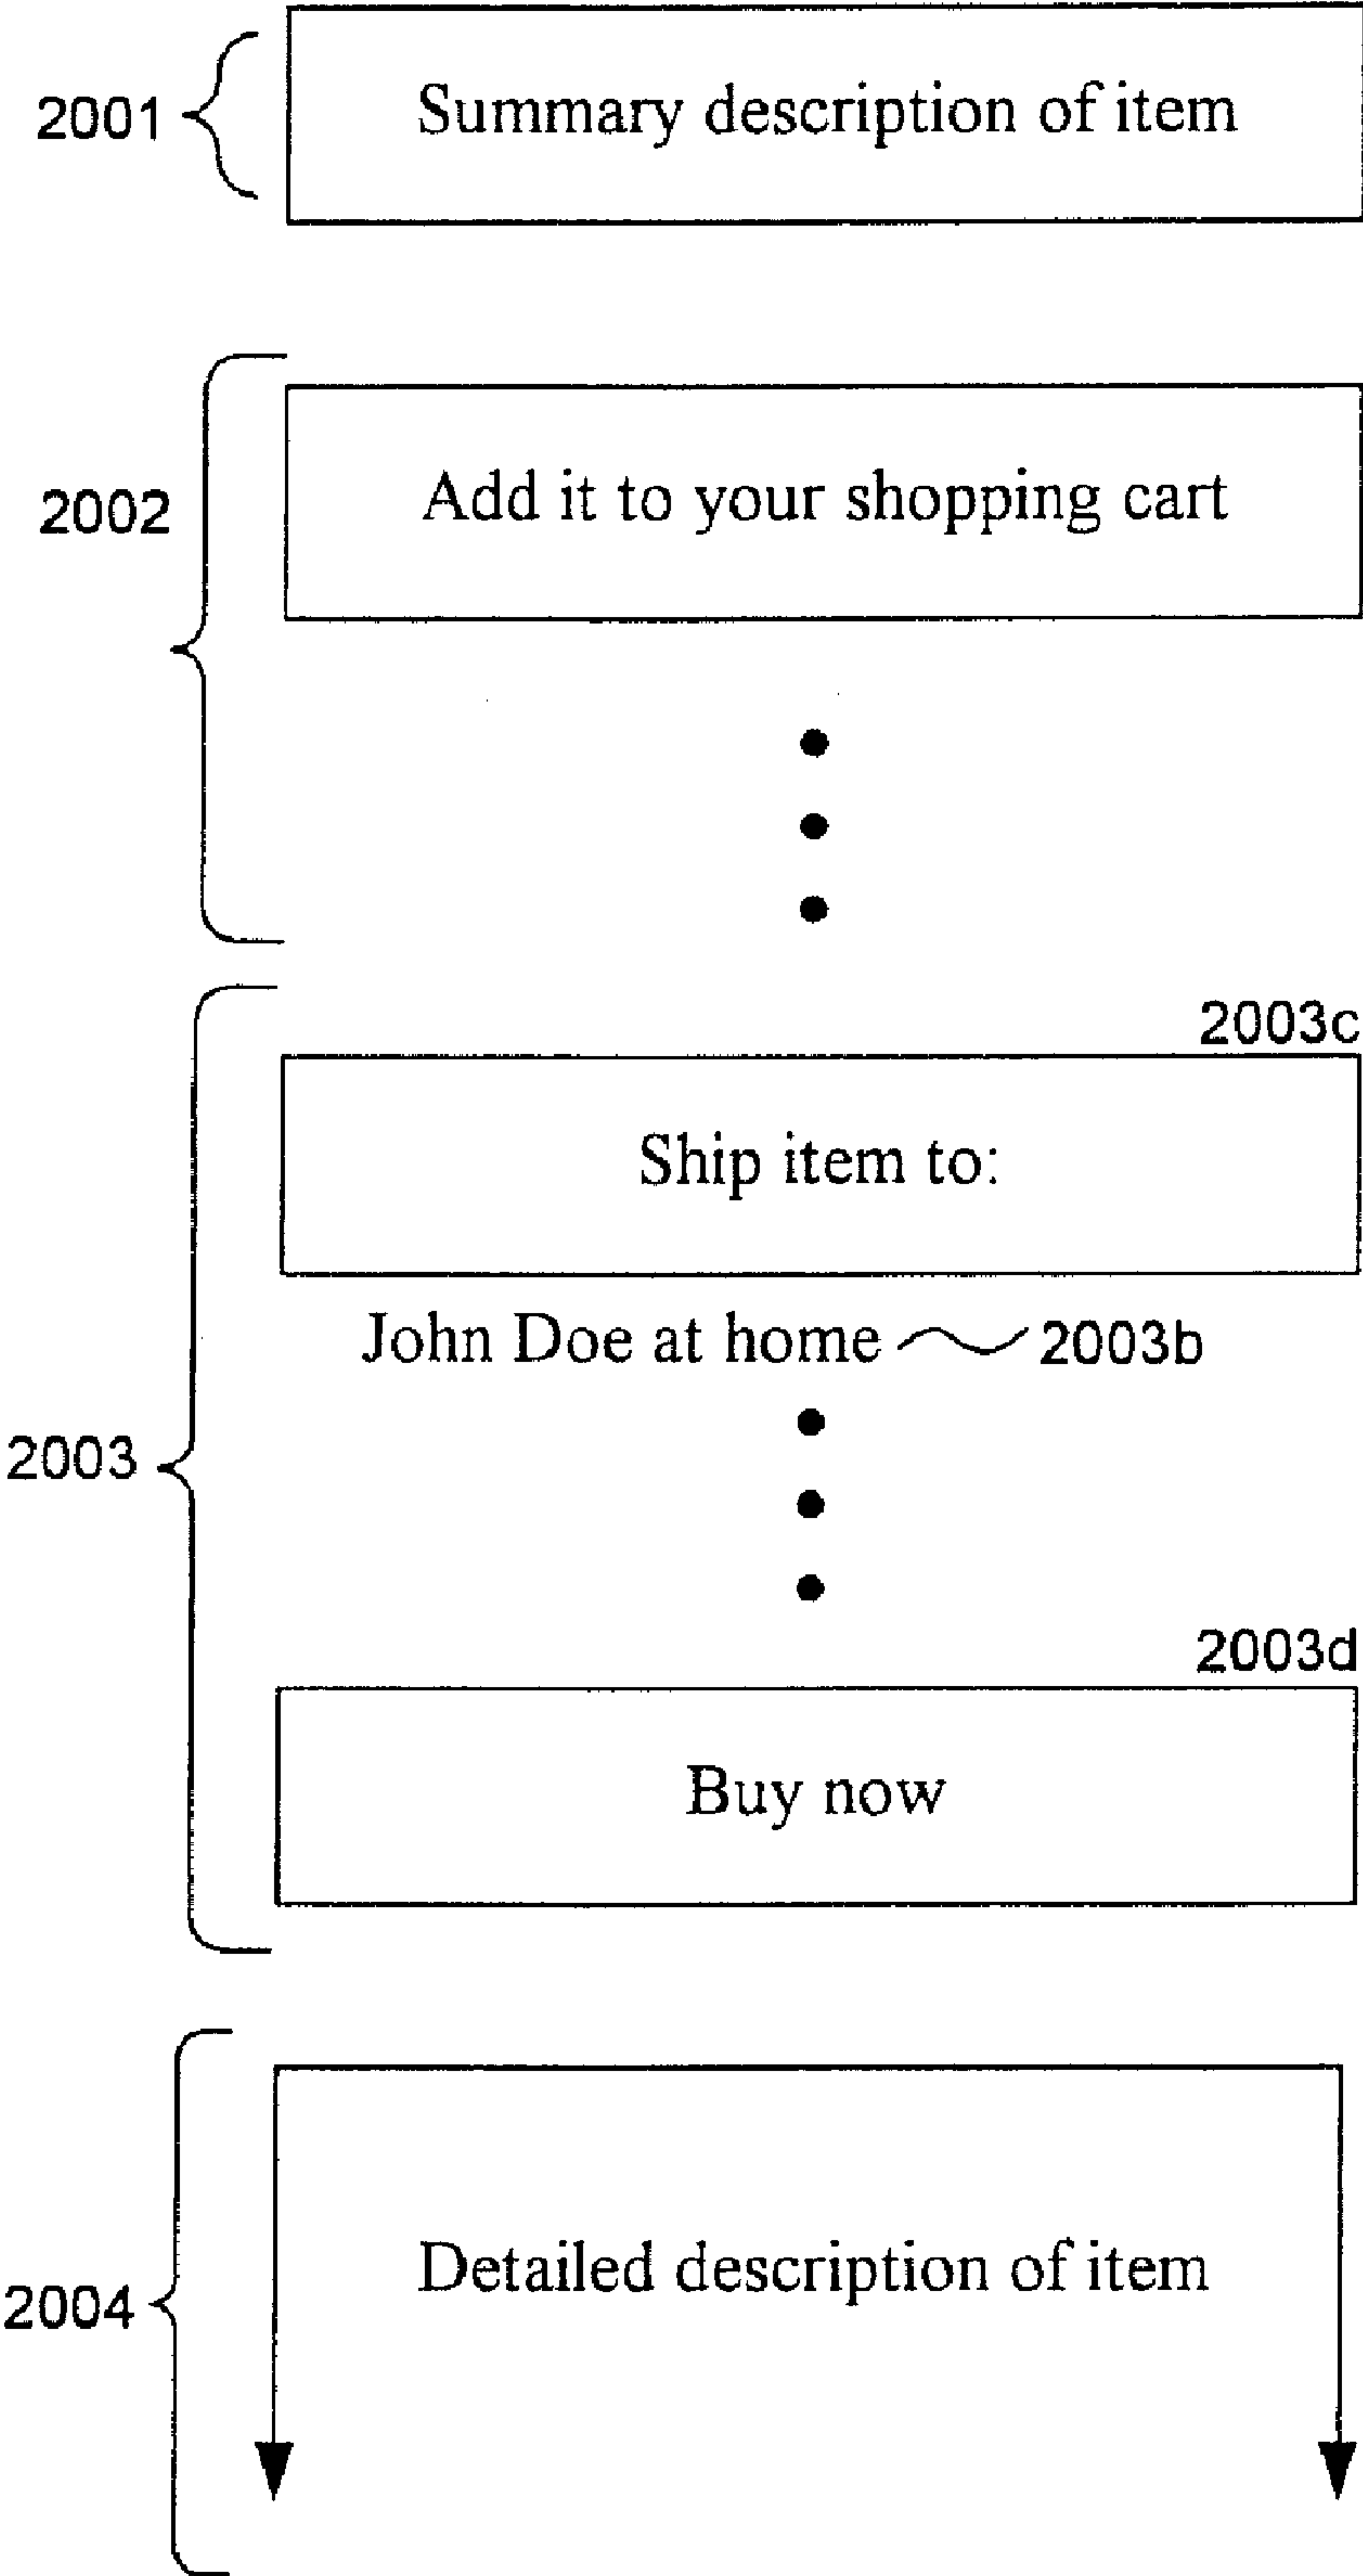 2001
Summary description of item
2002
Add it to your shopping cart
2003c
Ship item to:
John Doe at home 2003b
2003
2003d
Buy now
Detailed description of item
2004